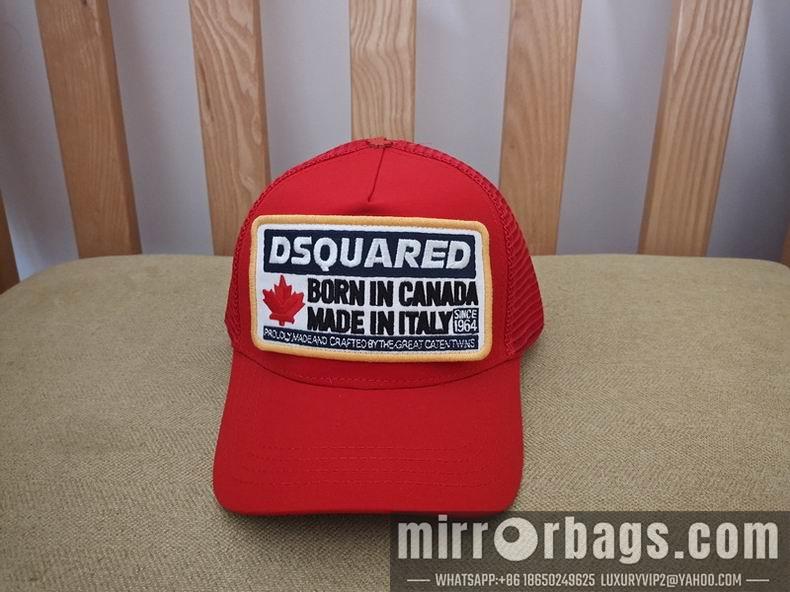 DSQUARED
BORN IN CANADA
MADE IN ITALY
SINCE
1964
PROUDLY MADE AND CRAFTED BY THE GREAT CATEN TWINS
mirrorbags.com
WHATSAPP:+86 18650249625 LUXURYVIP2@YAHOO.COM